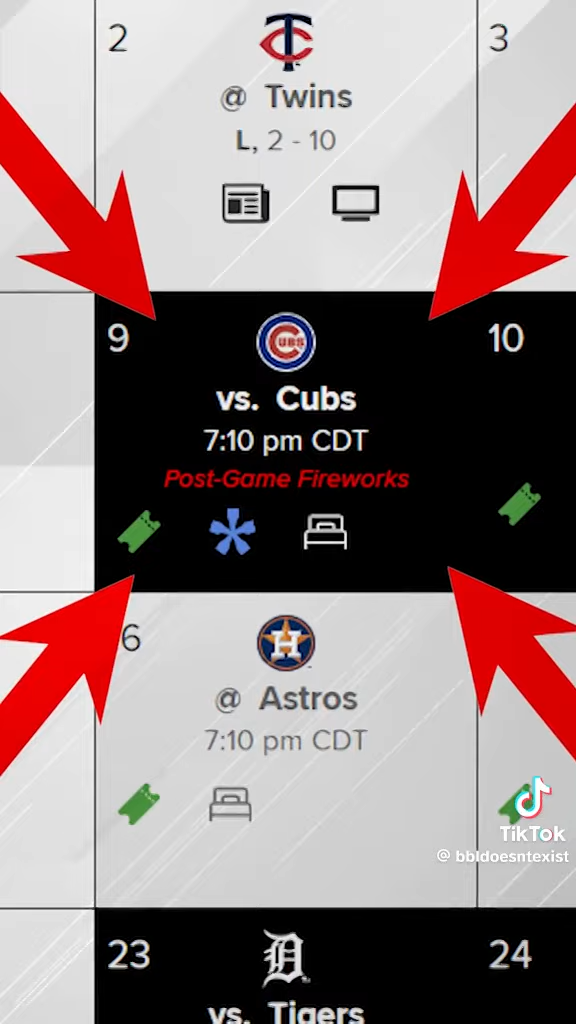 2
3
@ Twins
L, 2 - 10
9
CUBS
10
vs. Cubs
7:10 pm CDT
Post-Game Fireworks
6
H
@ Astros
7:10 pm CDT
TikTok
@ bbldoesntexist
23
D
24
vs. Tigers